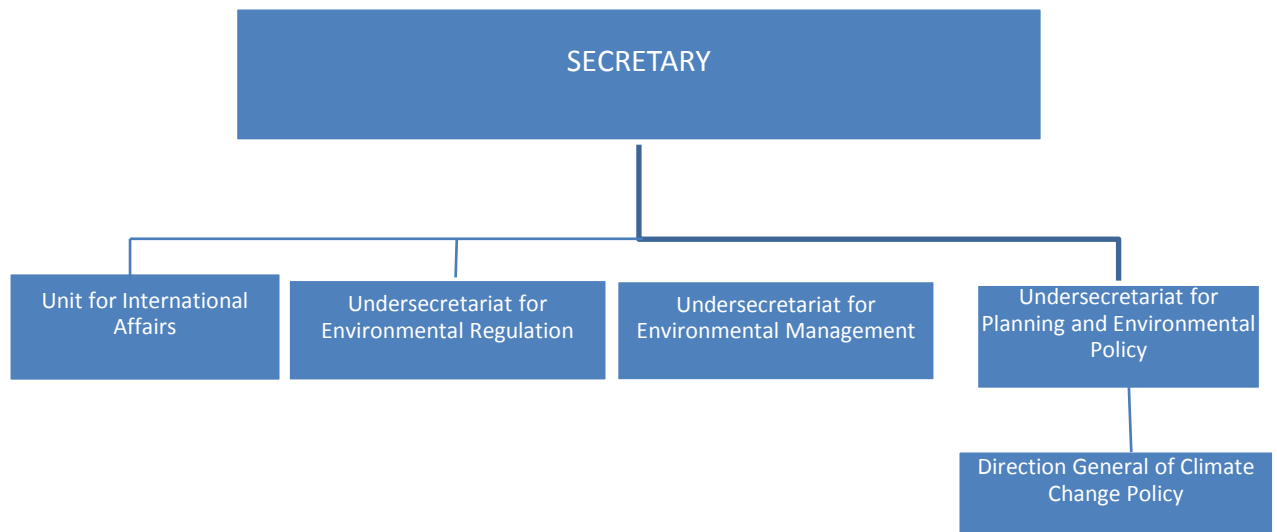 SECRETARY
Unit for International
Affairs
Undersecretariat for
Environmental Regulation
Undersecretariat for
Environmental Management
Undersecretariat for
Planning and Environmental
Policy
Direction General of Climate
Change Policy